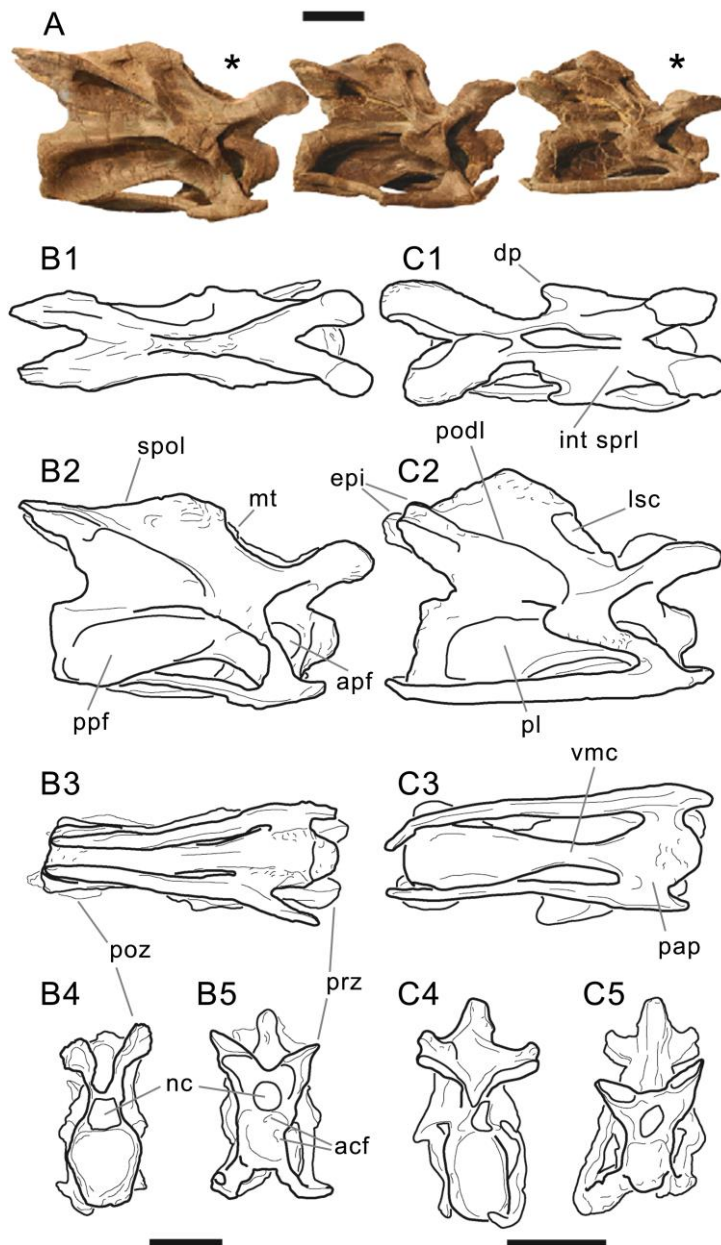 A
*
*
B1
C1
dp
int sprl
B2
spol
mt
ppf
apf
C2
podl
epi
lsc
pl
B3
C3
vmc
pap
poz
prz
B4
B5
C4
C5
nc
acf